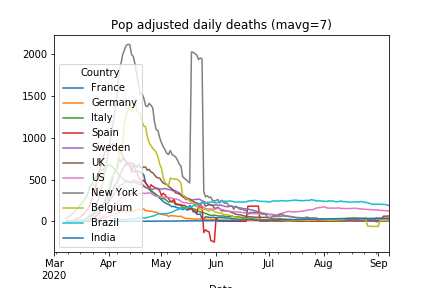 Pop adjusted daily deaths (mavg=7)
2000
1500
1000
500
0
Country
France
Germany
Italy
Spain
Sweden
UK
US
New York
Belgium
Brazil
India
Mar
2020
Apr
May
Jun
Jul
Aug
Sep
Date